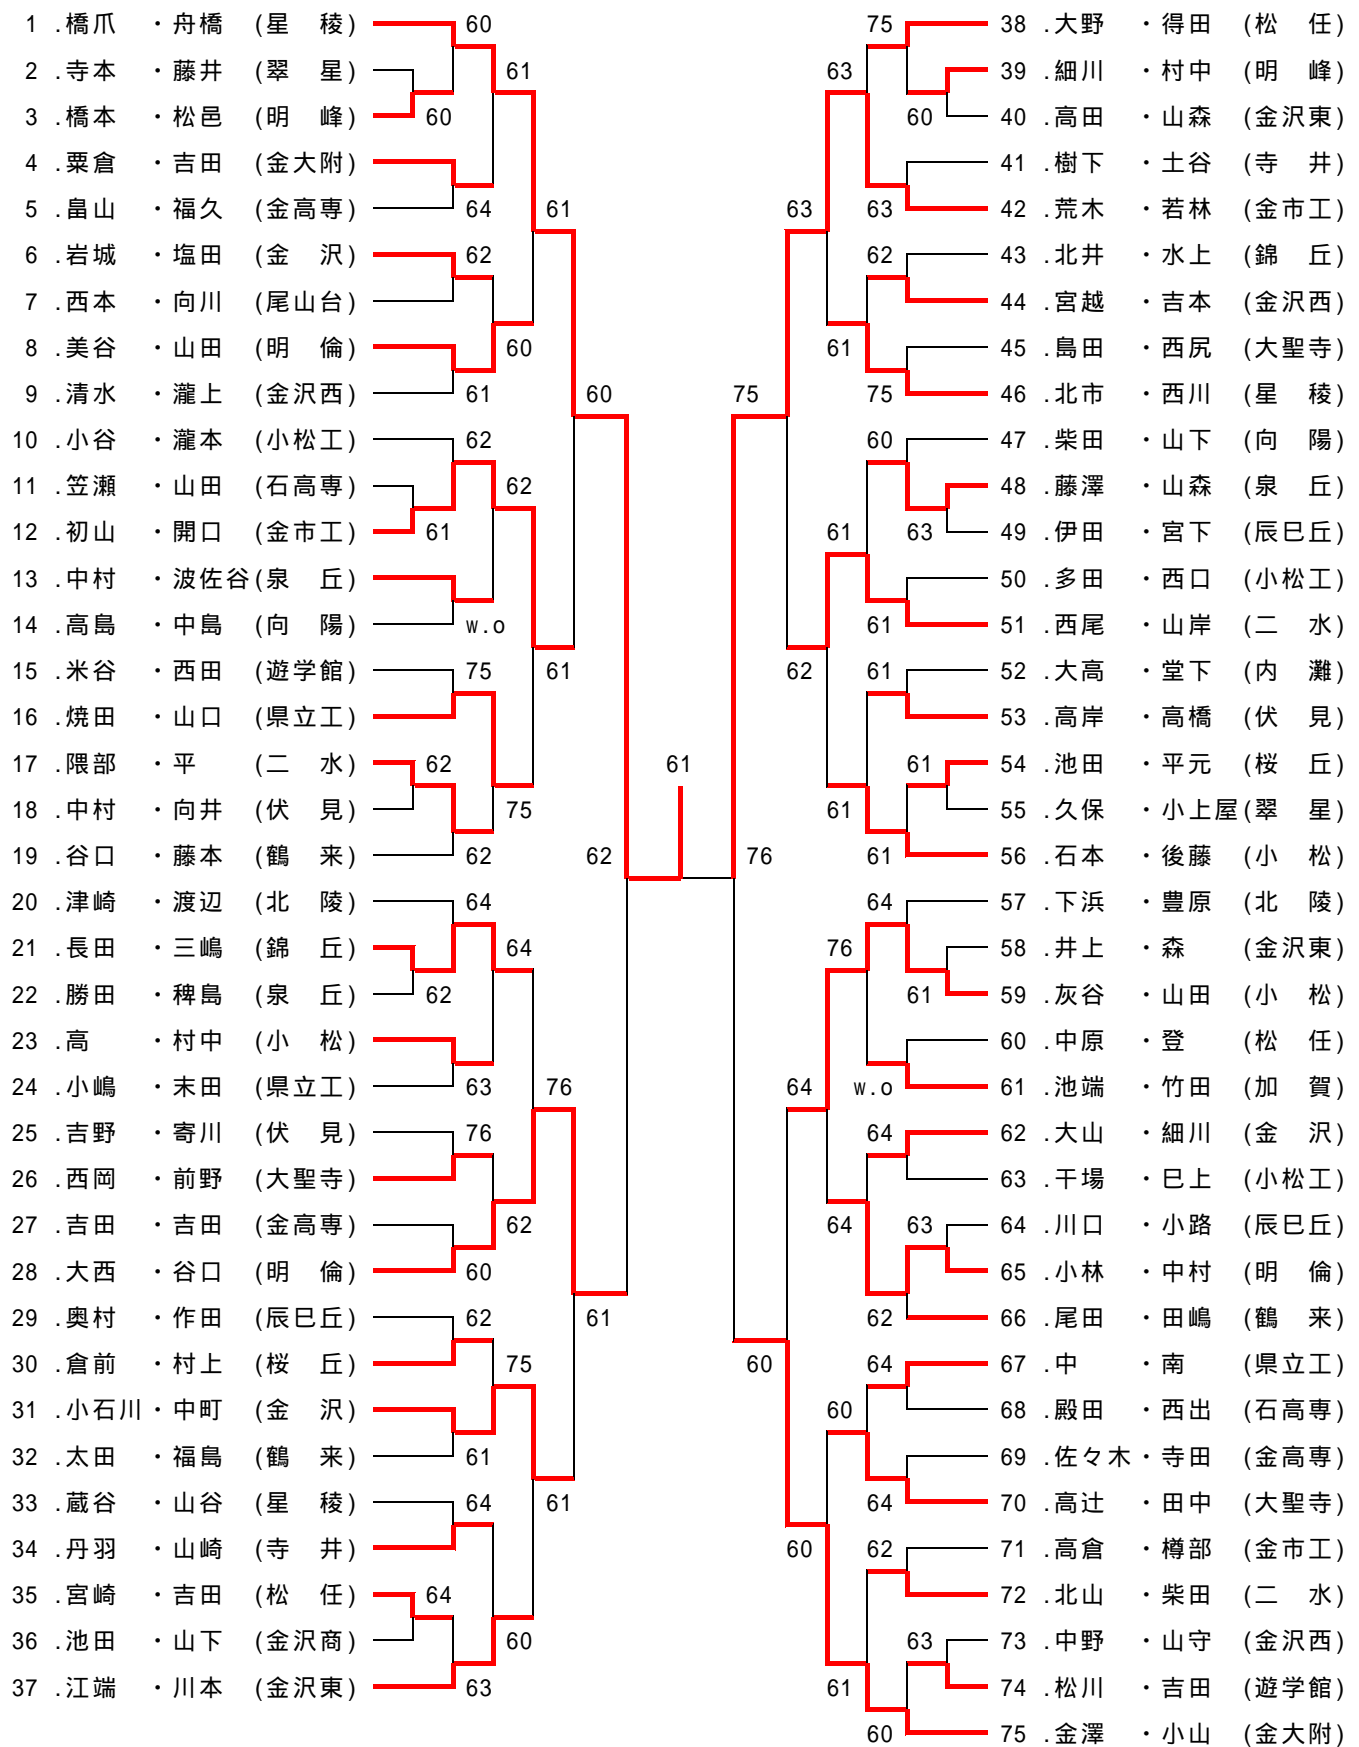 1 .橋爪 ・舟橋 (星 稜)
60
2 .寺本 ・藤井 (翠 星)
61
3 .橋本 ・松邑 (明 峰)
60
4 .粟倉 ・吉田 (金大附)
5 .畠山 ・福久 (金高専)
64
61
6 .岩城 ・塩田 (金 沢)
62
7 .西本 ・向川 (尾山台)
8 .美谷 ・山田 (明 倫)
60
9 .清水 ・瀧上 (金沢西)
61
60
10 .小谷 ・瀧本 (小松工)
62
11 .笠瀬 ・山田 (石高専)
62
12 .初山 ・開口 (金市工)
61
13 .中村 ・波佐谷(泉 丘)
14 .高島 ・中島 (向 陽)
w.o
15 .米谷 ・西田 (遊学館)
75
61
16 .焼田 ・山口 (県立工)
17 .隈部 ・平 (二 水)
62
18 .中村 ・向井 (伏 見)
75
19 .谷口 ・藤本 (鶴 来)
62
62
20 .津崎 ・渡辺 (北 陵)
64
21 .長田 ・三嶋 (錦 丘)
64
22 .勝田 ・稗島 (泉 丘)
62
23 .高 ・村中 (小 松)
24 .小嶋 ・末田 (県立工)
63
76
25 .吉野 ・寄川 (伏 見)
76
26 .西岡 ・前野 (大聖寺)
27 .吉田 ・吉田 (金高専)
62
28 .大西 ・谷口 (明 倫)
60
29 .奥村 ・作田 (辰巳丘)
62
61
30 .倉前 ・村上 (桜 丘)
75
31 .小石川・中町 (金 沢)
32 .太田 ・福島 (鶴 来)
61
33 .蔵谷 ・山谷 (星 稜)
64
61
34 .丹羽 ・山崎 (寺 井)
35 .宮崎 ・吉田 (松 任)
64
36 .池田 ・山下 (金沢商)
60
37 .江端 ・川本 (金沢東)
63
61
75
38 .大野 ・得田 (松 任)
63
39 .細川 ・村中 (明 峰)
60
40 .高田 ・山森 (金沢東)
41 .樹下 ・土谷 (寺 井)
63
63
42 .荒木 ・若林 (金市工)
62
43 .北井 ・水上 (錦 丘)
44 .宮越 ・吉本 (金沢西)
61
45 .島田 ・西尻 (大聖寺)
75
75
46 .北市 ・西川 (星 稜)
60
47 .柴田 ・山下 (向 陽)
48 .藤澤 ・山森 (泉 丘)
61
63
49 .伊田 ・宮下 (辰巳丘)
50 .多田 ・西口 (小松工)
61
51 .西尾 ・山岸 (二 水)
62
61
52 .大高 ・堂下 (内 灘)
53 .高岸 ・高橋 (伏 見)
61
54 .池田 ・平元 (桜 丘)
61
55 .久保 ・小上屋(翠 星)
76
61
56 .石本 ・後藤 (小 松)
64
57 .下浜 ・豊原 (北 陵)
76
58 .井上 ・森 (金沢東)
61
59 .灰谷 ・山田 (小 松)
60 .中原 ・登 (松 任)
64
w.o
61 .池端 ・竹田 (加 賀)
64
62 .大山 ・細川 (金 沢)
63 .干場 ・巳上 (小松工)
64
63
64 .川口 ・小路 (辰巳丘)
65 .小林 ・中村 (明 倫)
62
66 .尾田 ・田嶋 (鶴 来)
60
64
67 .中 ・南 (県立工)
60
68 .殿田 ・西出 (石高専)
69 .佐々木・寺田 (金高専)
64
70 .高辻 ・田中 (大聖寺)
60
62
71 .高倉 ・樽部 (金市工)
72 .北山 ・柴田 (二 水)
63
73 .中野 ・山守 (金沢西)
61
74 .松川 ・吉田 (遊学館)
60
75 .金澤 ・小山 (金大附)